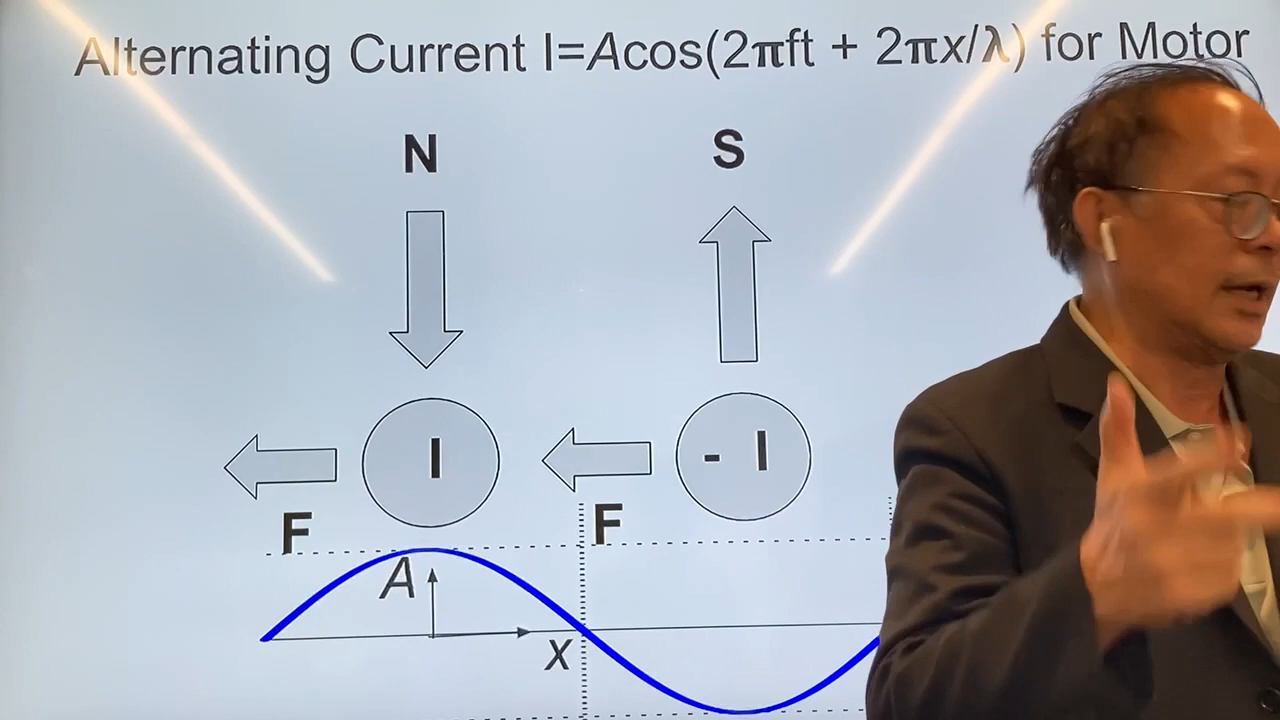 Alternating Current I=Acos(2πft + 2πx/λ) for Motor
N S
I - I
F F
A
x